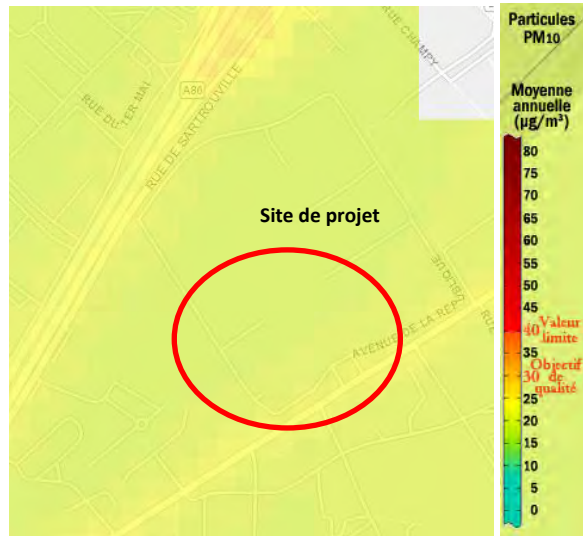 RUE CHAMPY
A86
RUE DU 1ER MAI
RUE DE SARTROUVILLE
Site de projet
UBLIQUE
AVENUE DE LA REP
RUE
Particules
PM10
Moyenne
annuelle
(µg/m³)
80
75
70
65
60
55
50
45
40 Valeur
limite
35
Objectif
30 de
qualité
25
20
15
10
5
0